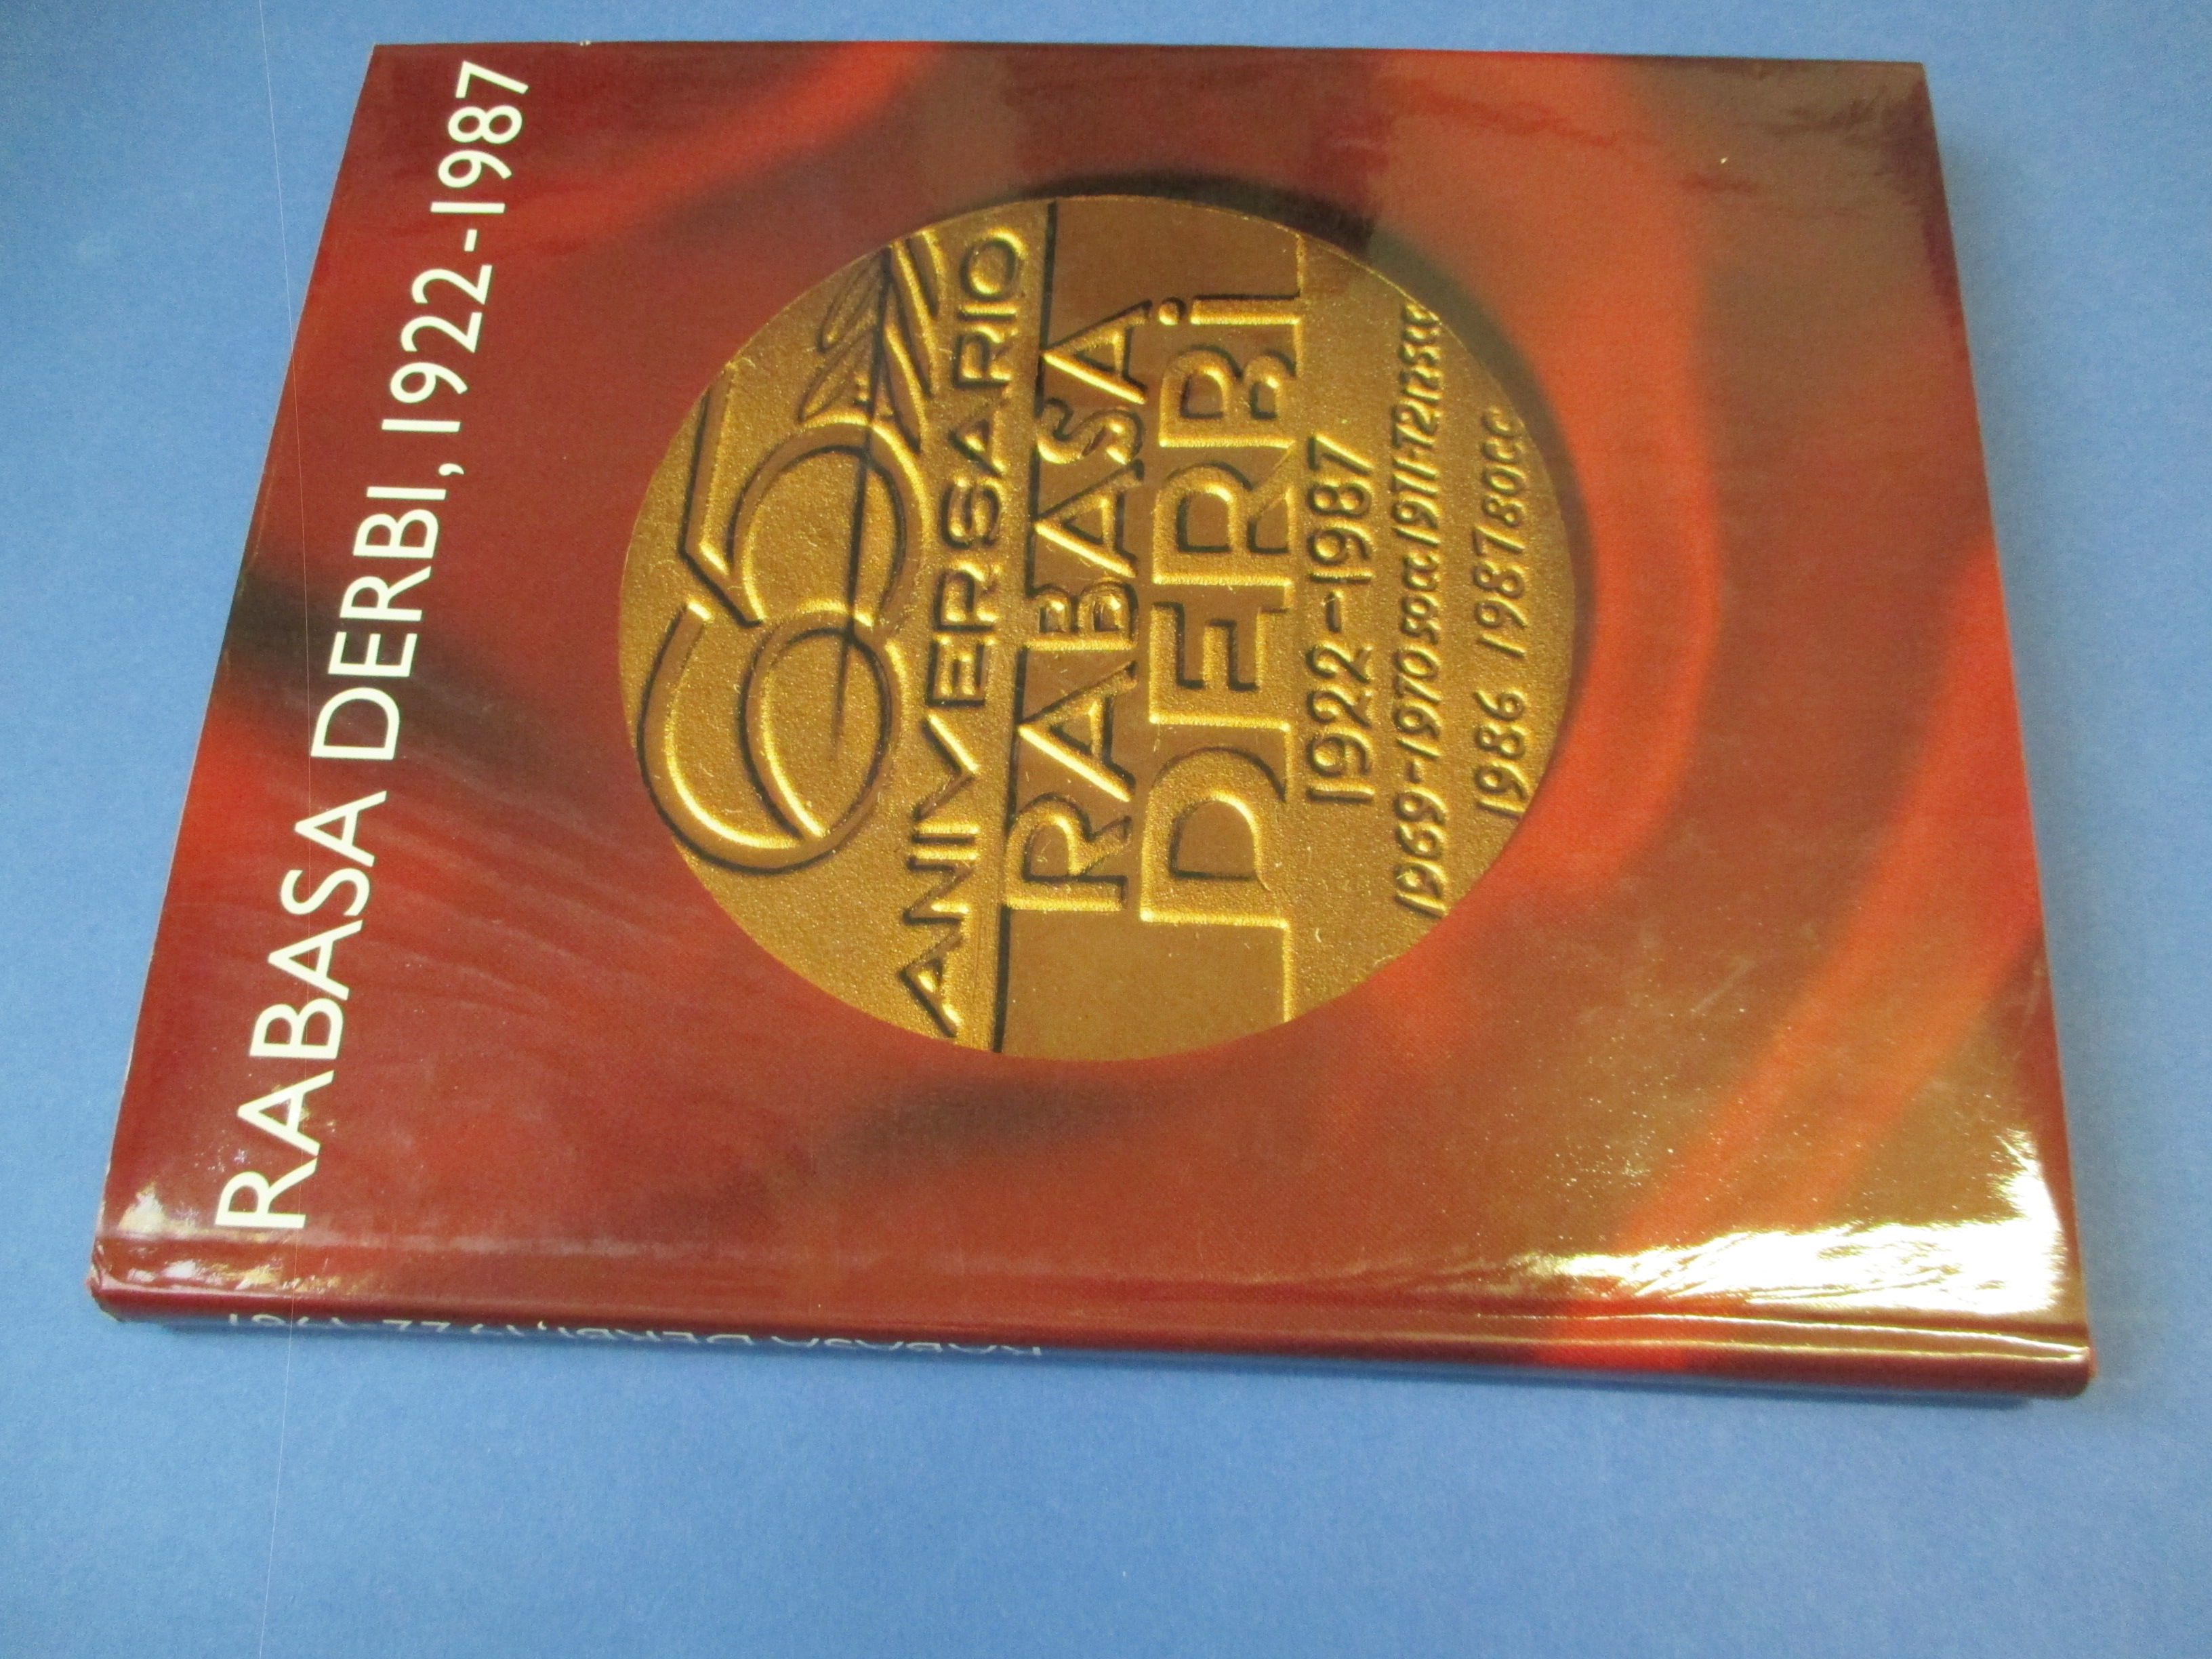 RABASA DERBI, 1922-1987
65
ANIVERSARIO
RABASA
DERBi
1922-1987
1969-1970 50cc. 1971-72 125cc
1986 1987 80cc
RABASA DERBI, 1922-1987